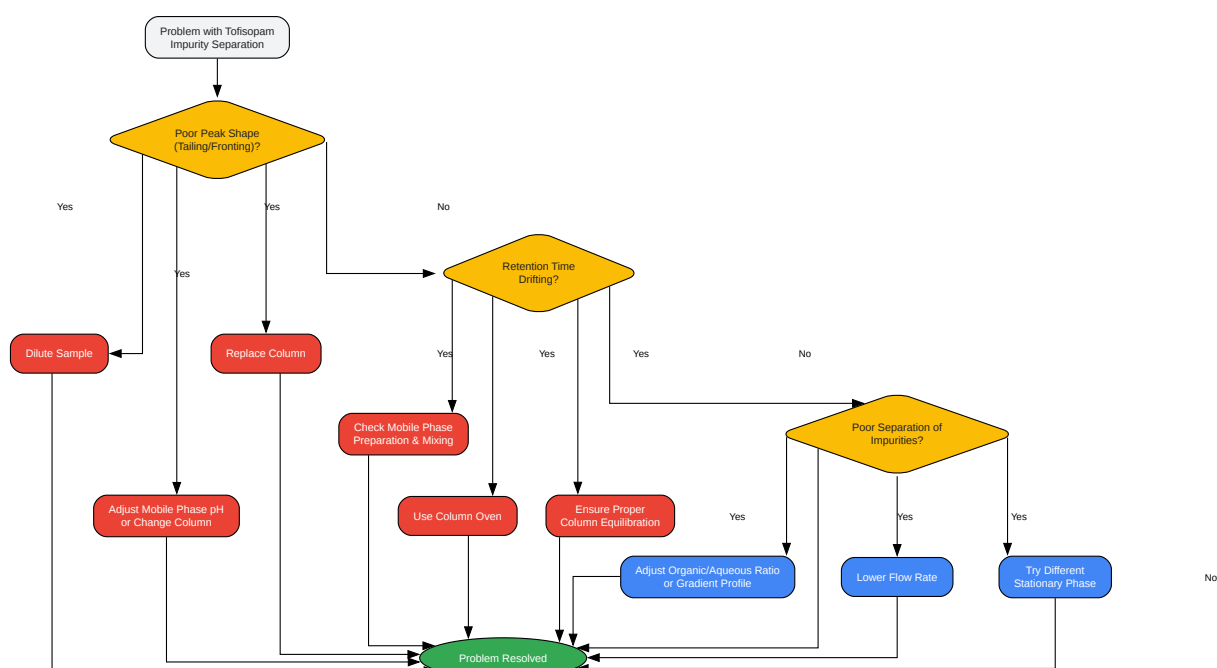 Problem with Tofisopam
Impurity Separation
Poor Peak Shape
(Tailing/Fronting)?
Yes
Yes
No
Yes
Retention Time
Drifting?
Dilute Sample
Replace Column
Yes
Yes
Yes
No
Check Mobile Phase
Preparation & Mixing
Poor Separation of
Impurities?
Adjust Mobile Phase pH
or Change Column
Use Column Oven
Ensure Proper
Column Equilibration
Yes
Yes
Yes
Adjust Organic/Aqueous Ratio
or Gradient Profile
Lower Flow Rate
Try Different
Stationary Phase
No
Problem Resolved